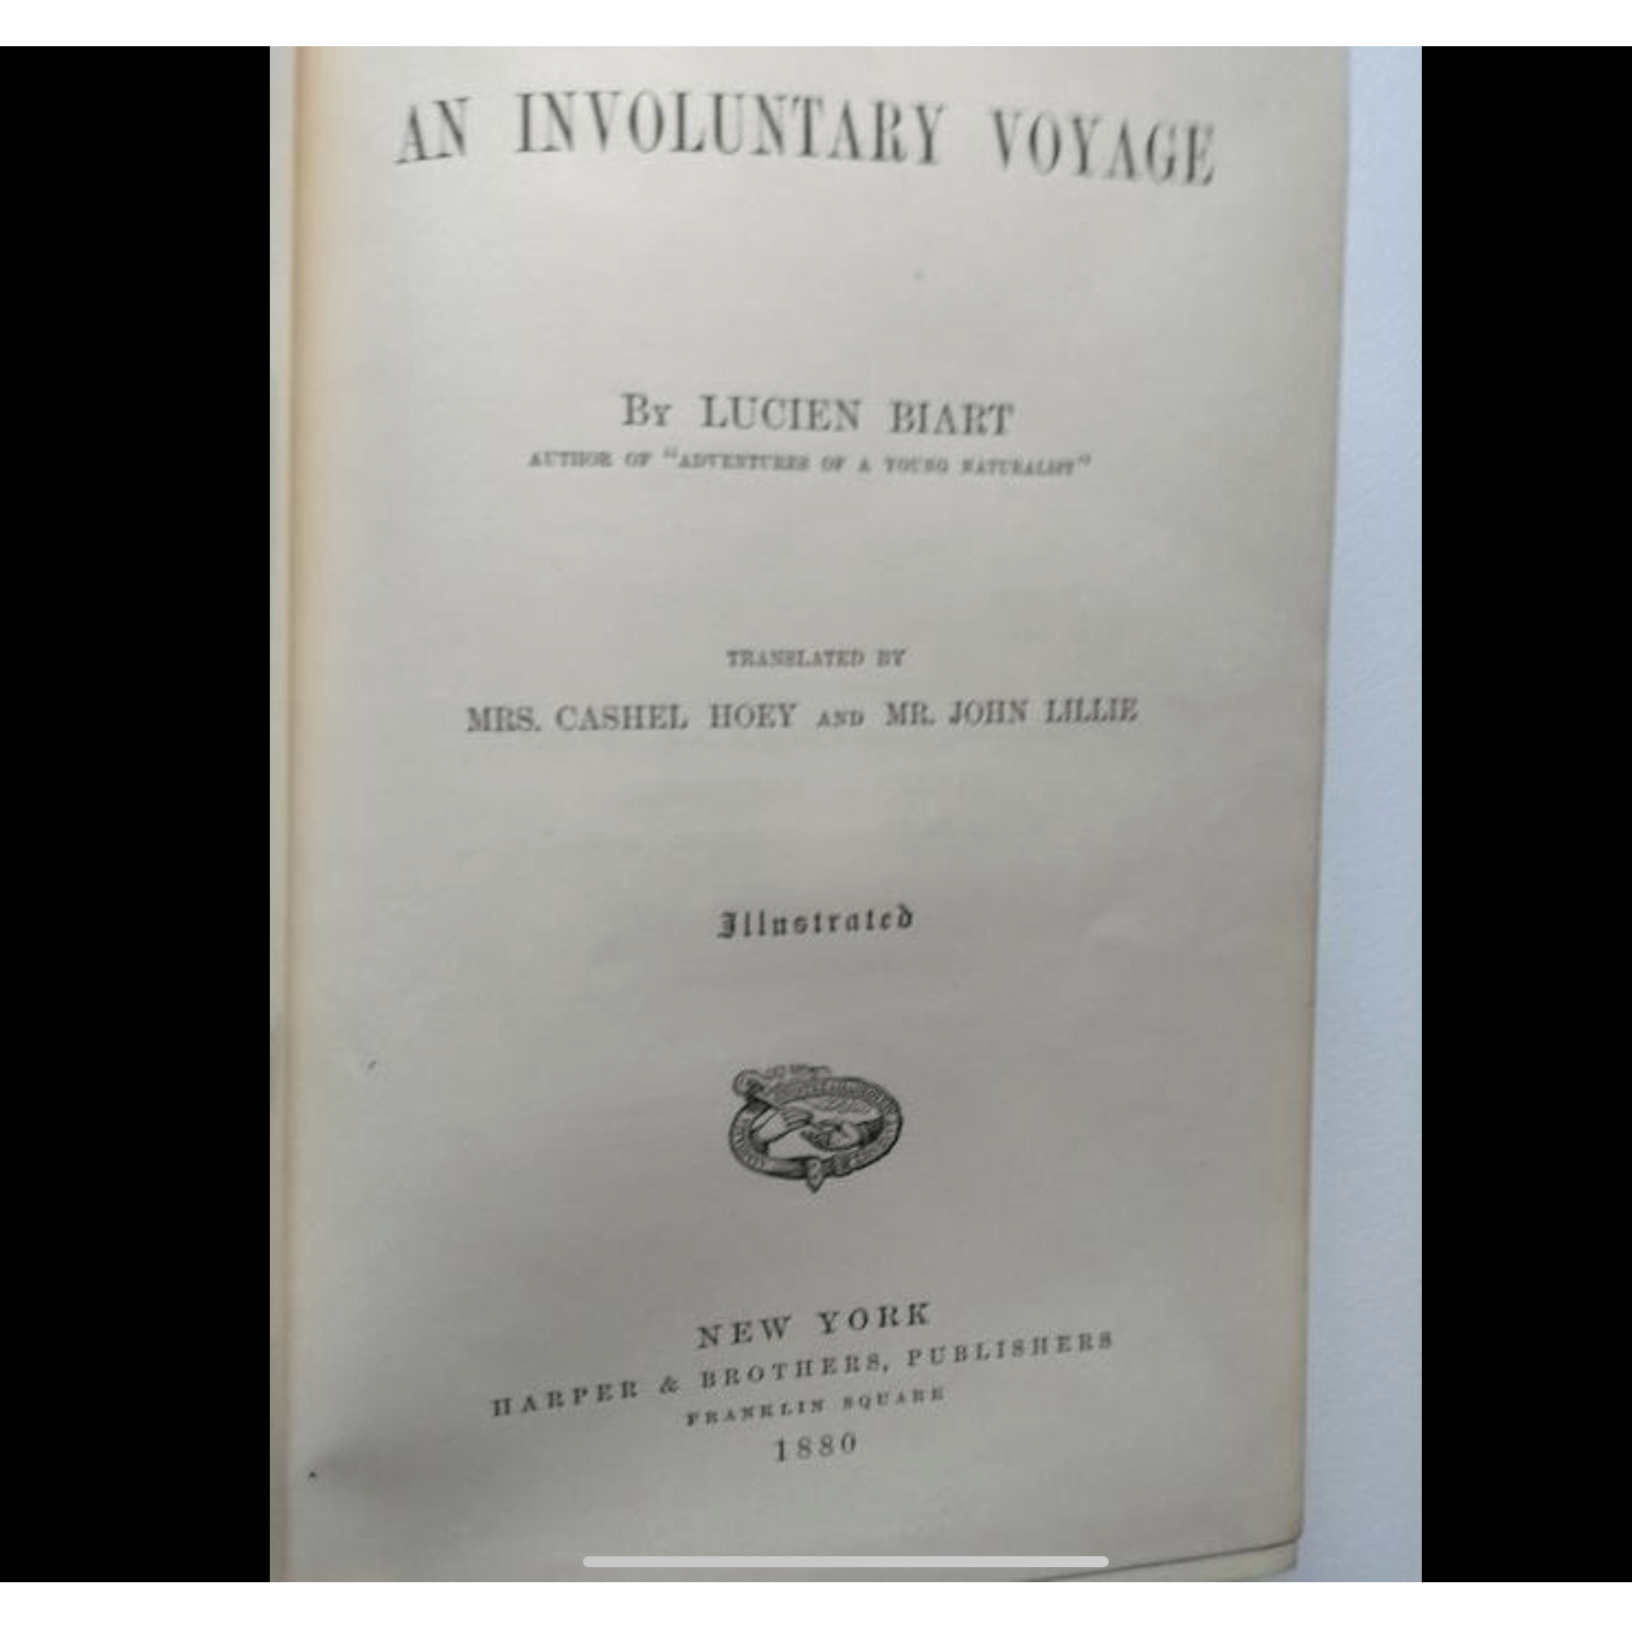 AN INVOLUNTARY VOYAGE
BY LUCIEN BIART
AUTHOR OF "ADVENTURES OF A YOUNG NATURALIST"
TRANSLATED BY
MRS. CASHEL HOEY AND MR. JOHN LILLIE
Illustrated
NEW YORK
HARPER & BROTHERS, PUBLISHERS
FRANKLIN SQUARE
1880